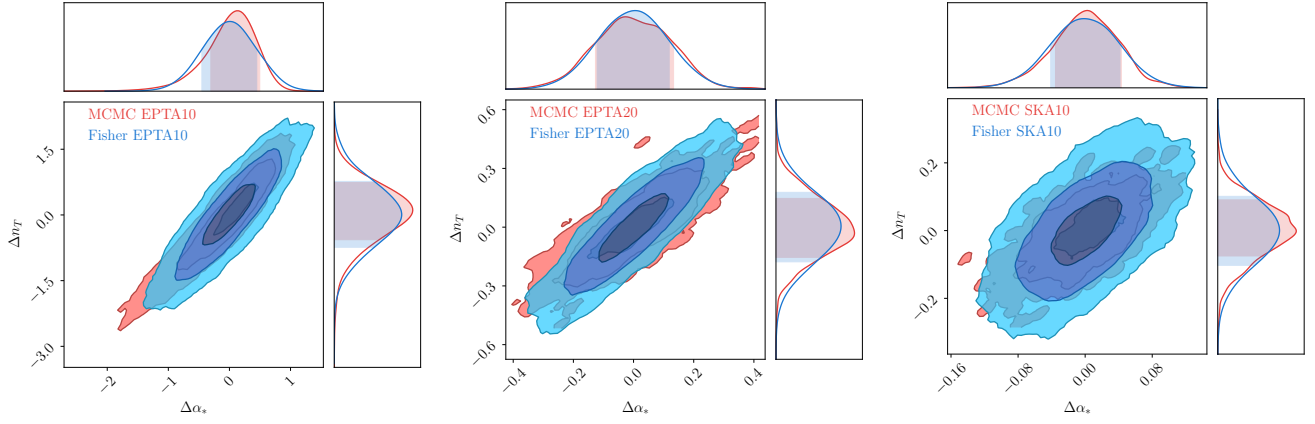 MCMC EPTA10
Fisher EPTA10
Δn_T
1.5
0.0
−1.5
−3.0
−2
−1
0
1
Δα_*
MCMC EPTA20
Fisher EPTA20
Δn_T
0.6
0.3
0.0
−0.3
−0.6
−0.4
−0.2
0.0
0.2
0.4
Δα_*
MCMC SKA10
Fisher SKA10
Δn_T
0.2
0.0
−0.2
−0.16
−0.08
0.00
0.08
Δα_*